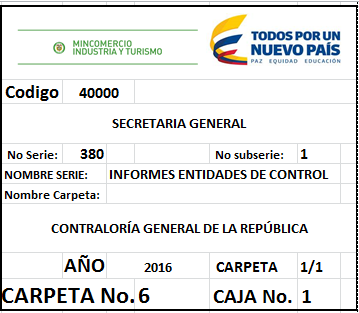 MINCOMERCIO
INDUSTRIA Y TURISMO
TODOS POR UN
NUEVO PAÍS
PAZ EQUIDAD EDUCACIÓN
Codigo 40000
SECRETARIA GENERAL
No Serie: 380 No subserie: 1
NOMBRE SERIE: INFORMES ENTIDADES DE CONTROL
Nombre Carpeta:
CONTRALORÍA GENERAL DE LA REPÚBLICA
AÑO 2016 CARPETA 1/1
CARPETA No. 6 CAJA No. 1